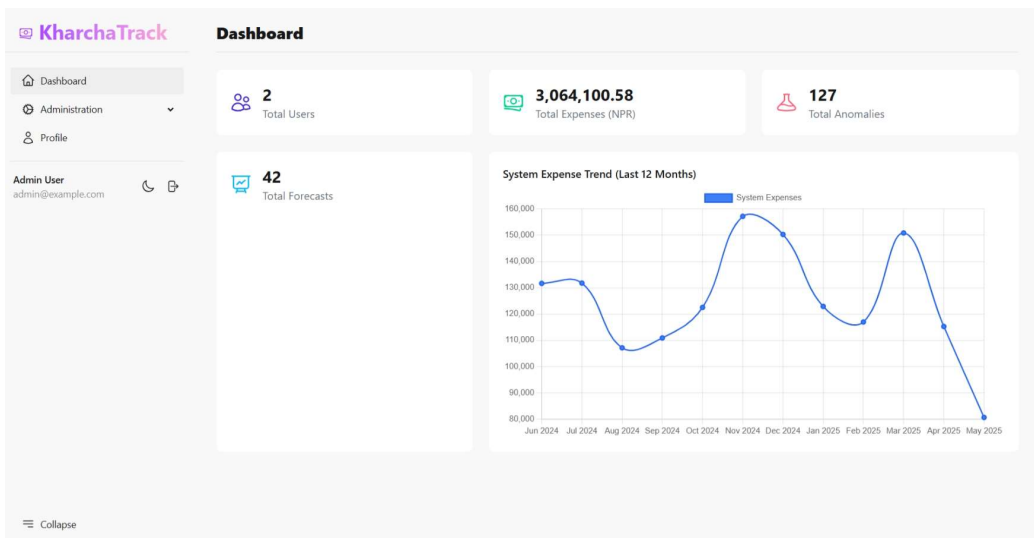 KharchaTrack
Dashboard
Administration
Profile
Admin User
admin@example.com
Collapse
Dashboard
2
Total Users
3,064,100.58
Total Expenses (NPR)
127
Total Anomalies
42
Total Forecasts
System Expense Trend (Last 12 Months)
System Expenses
160,000
150,000
140,000
130,000
120,000
110,000
100,000
90,000
80,000
Jun 2024 Jul 2024 Aug 2024 Sep 2024 Oct 2024 Nov 2024 Dec 2024 Jan 2025 Feb 2025 Mar 2025 Apr 2025 May 2025